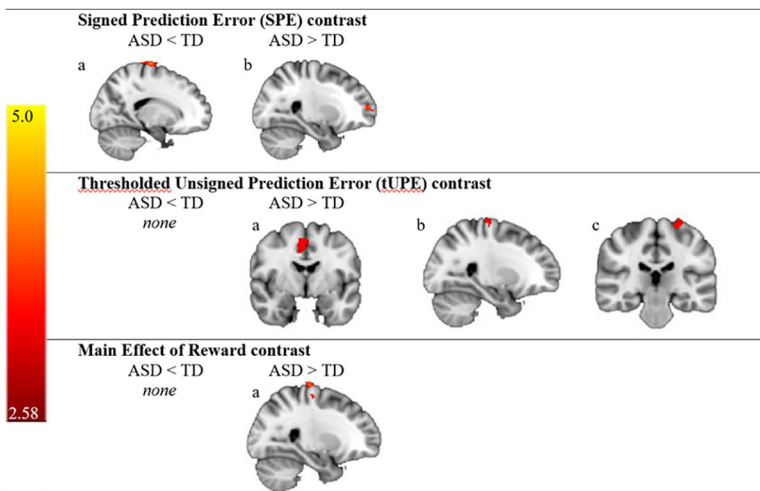 Signed Prediction Error (SPE) contrast
ASD < TD ASD > TD
a b
5.0
Thresholded Unsigned Prediction Error (tUPE) contrast
ASD < TD ASD > TD
none a b c
Main Effect of Reward contrast
ASD < TD ASD > TD
none a
2.58